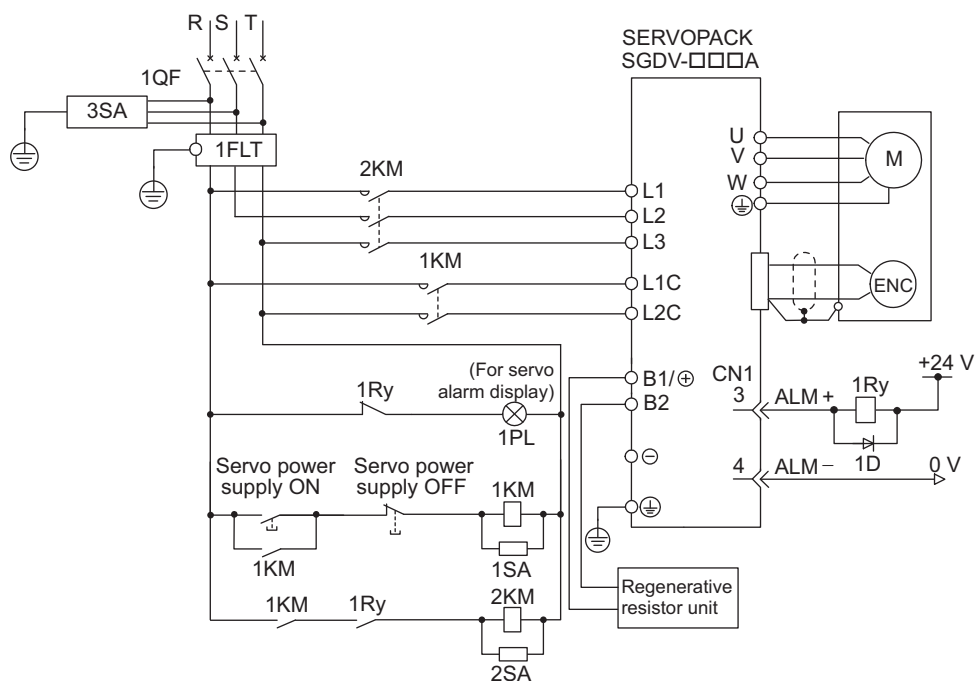 R S T
SERVOPACK
SGDV-□□□A
1QF
3SA
1FLT
U
V
W
M
2KM
L1
L2
L3
1KM
L1C
L2C
ENC
(For servo
alarm display)
1Ry
1PL
B1/⊕
B2
CN1
3
ALM +
1Ry
+24 V
1D
⊖
4
ALM −
0 V
Servo power
supply ON
Servo power
supply OFF
1KM
1KM
1SA
Regenerative
resistor unit
1KM
1Ry
2KM
2SA